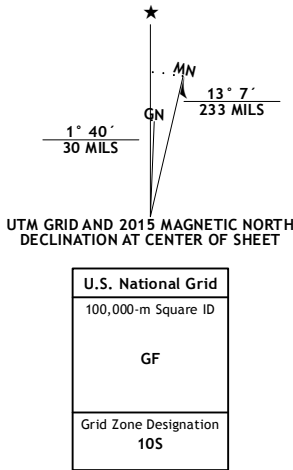 MN
GN
13° 7´
233 MILS
1° 40´
30 MILS
UTM GRID AND 2015 MAGNETIC NORTH
DECLINATION AT CENTER OF SHEET
U.S. National Grid
100,000-m Square ID
GF
Grid Zone Designation
10S